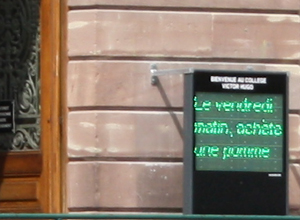 BIENVENUE AU COLLEGE
VICTOR HUGO
Le vendredi
matin, achète
une pomme